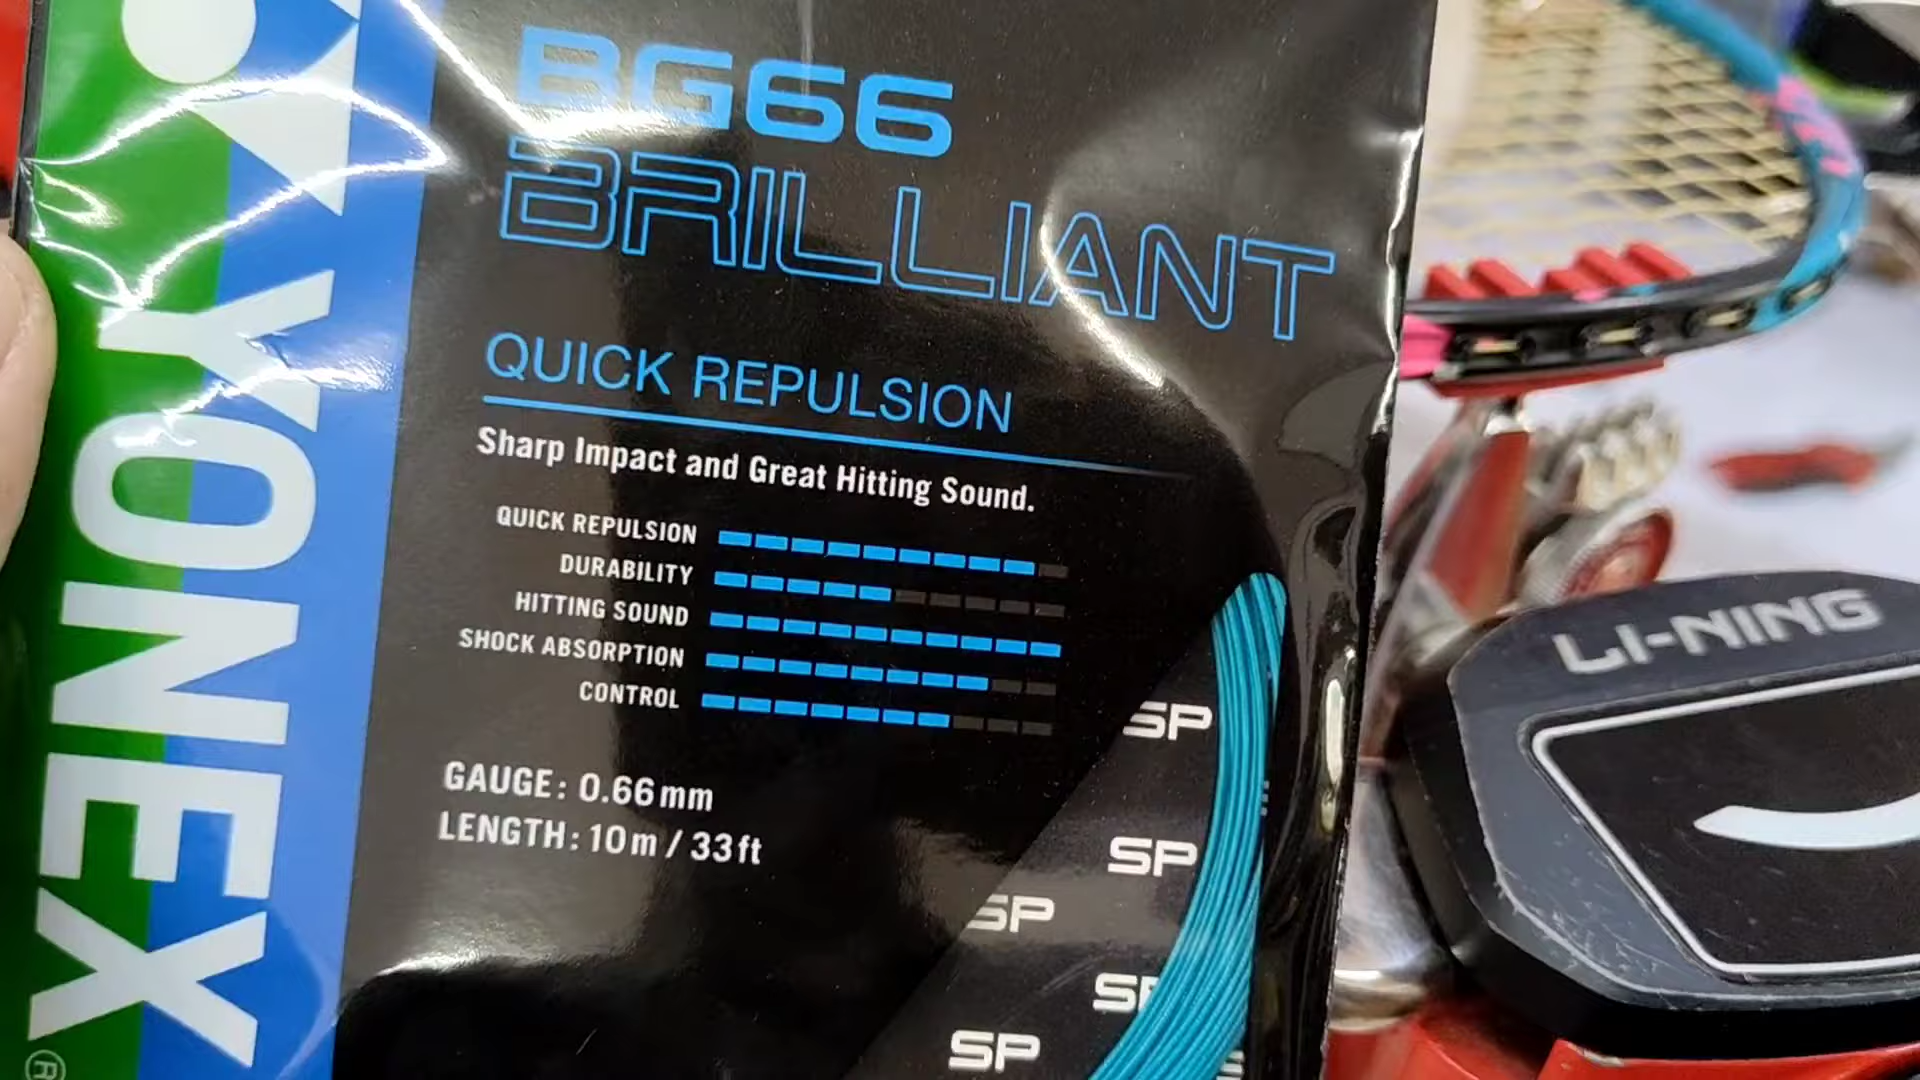 YONEX
®
BG66
BRILLIANT
QUICK REPULSION
Sharp Impact and Great Hitting Sound.
QUICK REPULSION
DURABILITY
HITTING SOUND
SHOCK ABSORPTION
CONTROL
GAUGE: 0.66mm
LENGTH: 10m / 33ft
SP
SP
SP
SP
LI-NING